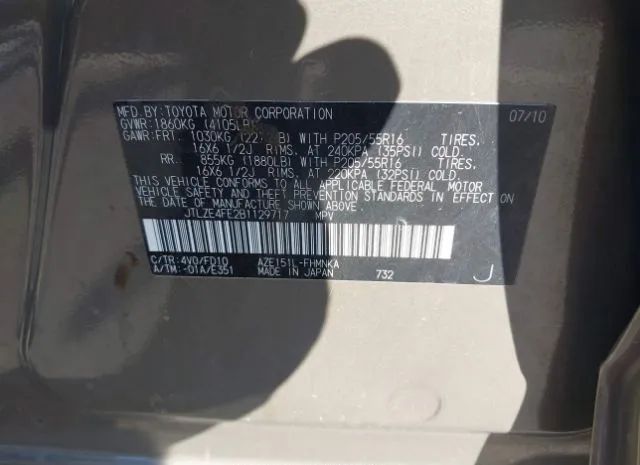 MFD. BY:TOYOTA MOTOR CORPORATION 07/10
GVWR:1860KG (4105LB)
GAWR:FRT. 1030KG LB) WITH P205/55R16 TIRES.
16X6 1/2J RIMS. AT 240KPA (35PSI) COLD.
RR. 855KG (1880LB) WITH P205/55R16 TIRES.
16X6 1/2J RIMS. AT 220KPA (32PSI) COLD.
THIS VEHICLE CONFORMS TO ALL APPLICABLE FEDERAL MOTOR
VEHICLE SAFETY AND THEFT PREVENTION STANDARDS IN EFFECT ON
THE DATE OF MANUFACTURE SHOWN ABOVE.
JTLZE4FE2B1129717 MPV
C/TR:4V0/FD10 AZE151L-FHMNKA
A/TM:-01A/E351 MADE IN JAPAN 732 J